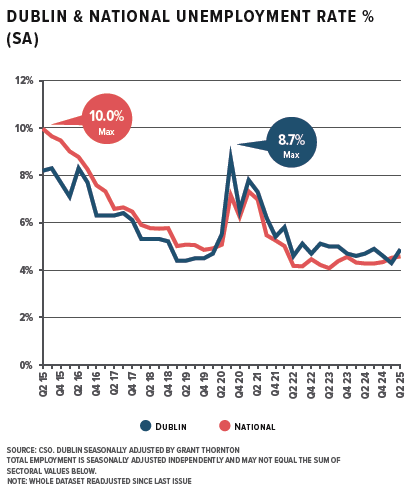 DUBLIN & NATIONAL UNEMPLOYMENT RATE %
(SA)
12%
10%
8%
6%
4%
2%
0%
10.0%
Max
8.7%
Max
Q2 15
Q4 15
Q2 16
Q4 16
Q2 17
Q4 17
Q2 18
Q4 18
Q2 19
Q4 19
Q2 20
Q4 20
Q2 21
Q4 21
Q2 22
Q4 22
Q2 23
Q4 23
Q2 24
Q4 24
Q2 25
DUBLIN
NATIONAL
SOURCE: CSO. DUBLIN SEASONALLY ADJUSTED BY GRANT THORNTON
TOTAL EMPLOYMENT IS SEASONALLY ADJUSTED INDEPENDENTLY AND MAY NOT EQUAL THE SUM OF
SECTORAL VALUES BELOW.
NOTE: WHOLE DATASET READJUSTED SINCE LAST ISSUE